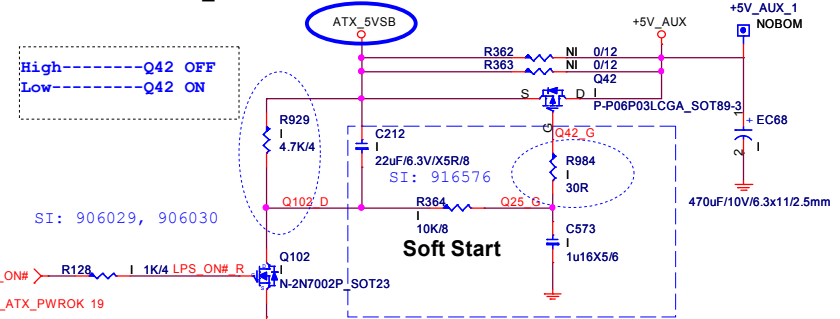 +5V_AUX_1
ATX_5VSB
+5V_AUX
NOBOM
R362 NI 0/12
R363 NI 0/12
High--------Q42 OFF
Low---------Q42 ON
Q42
S D I
P-P06P03LCGA_SOT89-3
G
Q42_G
R929
I
4.7K/4
C212
I
22uF/6.3V/X5R/8
SI: 916576
R984
I
30R
1
+ EC68
2 I
470uF/10V/6.3x11/2.5mm
Q102_D
R364
I
10K/8
Q25_G
SI: 906029, 906030
C573
I
1u16X5/6
Soft Start
Q102
I
N-2N7002P_SOT23
_ON# R128 I 1K/4 LPS_ON#_R
_ATX_PWROK 19